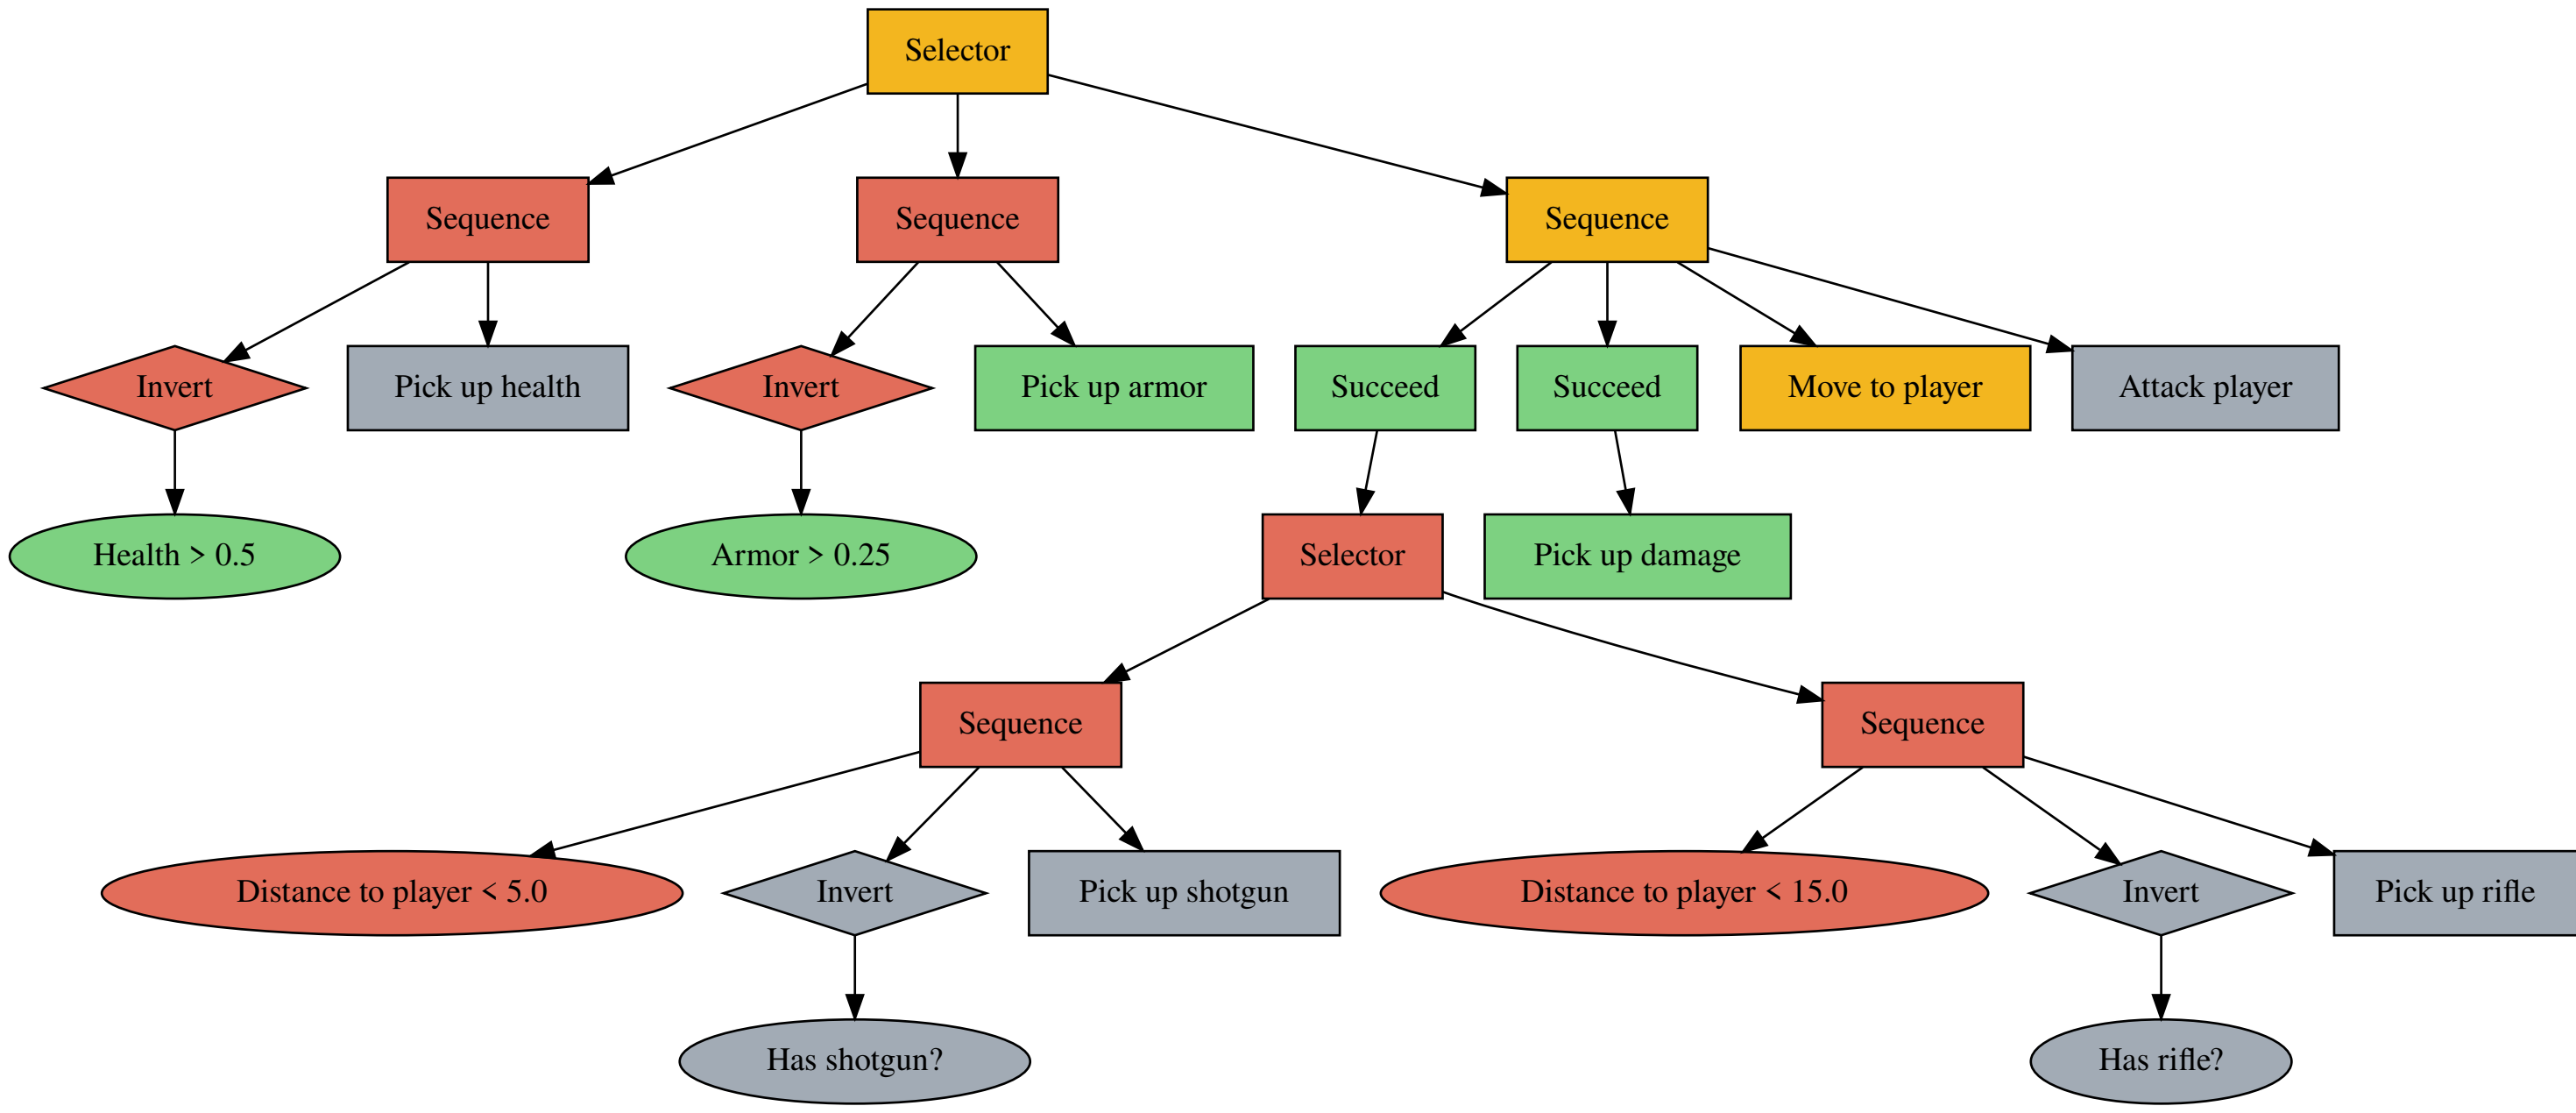 Selector
Sequence
Sequence
Sequence
Invert
Pick up health
Invert
Pick up armor
Succeed
Succeed
Move to player
Attack player
Health > 0.5
Armor > 0.25
Selector
Pick up damage
Sequence
Sequence
Distance to player < 5.0
Invert
Pick up shotgun
Distance to player < 15.0
Invert
Pick up rifle
Has shotgun?
Has rifle?